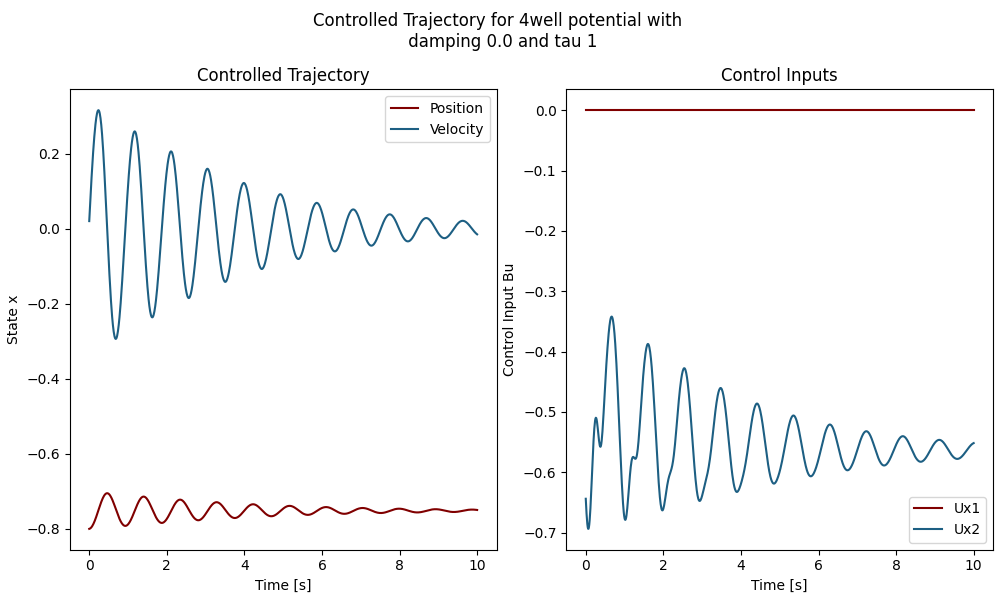 Controlled Trajectory for 4well potential with
damping 0.0 and tau 1
Controlled Trajectory
Position
Velocity
State x
0.2
0.0
−0.2
−0.4
−0.6
−0.8
0
2
4
6
8
10
Time [s]
Control Inputs
Control Input Bu
0.0
−0.1
−0.2
−0.3
−0.4
−0.5
−0.6
−0.7
Ux1
Ux2
0
2
4
6
8
10
Time [s]